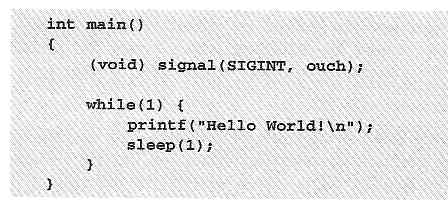 int main()
{
    (void) signal(SIGINT, ouch);

    while(1) {
        printf("Hello World!\n");
        sleep(1);
    }
}